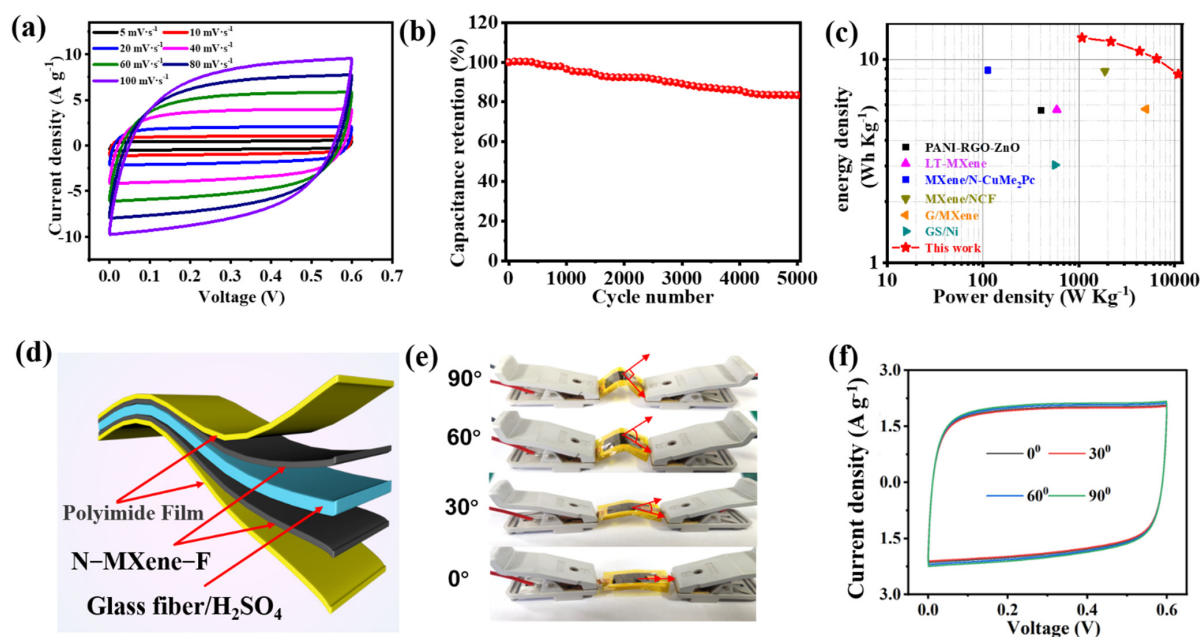 (a)
5 mV·s⁻¹ 10 mV·s⁻¹
20 mV·s⁻¹ 40 mV·s⁻¹
60 mV·s⁻¹ 80 mV·s⁻¹
100 mV·s⁻¹
Current density (A g⁻¹)
10
5
0
-5
-10
0.0 0.1 0.2 0.3 0.4 0.5 0.6 0.7
Voltage (V)
(b)
Capacitance retention (%)
120
100
80
60
40
20
0
0 1000 2000 3000 4000 5000
Cycle number
(c)
energy density
(Wh Kg⁻¹)
10
1
PANI-RGO-ZnO
LT-MXene
MXene/N-CuMe₂Pc
MXene/NCF
G/MXene
GS/Ni
This work
10 100 1000 10000
Power density (W Kg⁻¹)
(d)
Polyimide Film
N−MXene−F
Glass fiber/H₂SO₄
(e)
90°
60°
30°
0°
(f)
Current density (A g⁻¹)
3.0
1.5
0.0
1.5
3.0
0⁰ 30⁰
60⁰ 90⁰
0.0 0.2 0.4 0.6
Voltage (V)